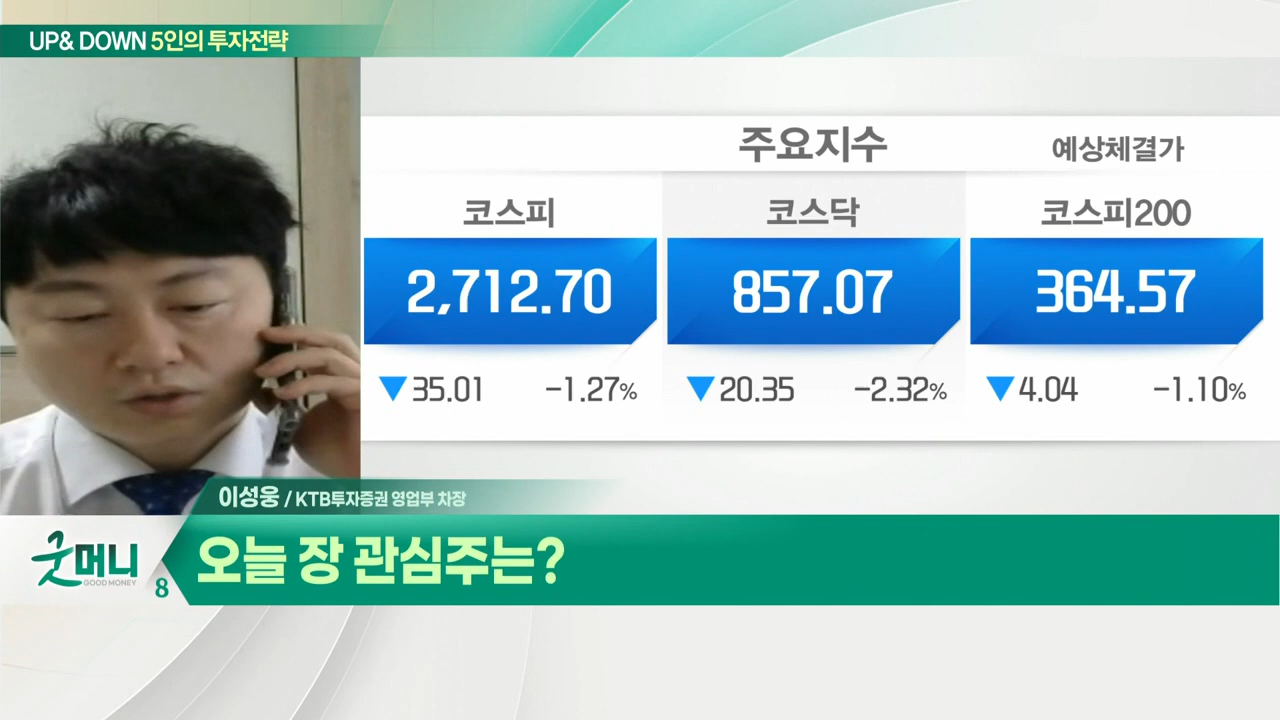 UP& DOWN 5인의 투자전략
주요지수
예상체결가
코스피
코스닥
코스피200
2,712.70
857.07
364.57
▼35.01 -1.27%
▼20.35 -2.32%
▼4.04 -1.10%
이성웅 / KTB투자증권 영업부 차장
굿머니
GOOD MONEY
8
오늘 장 관심주는?